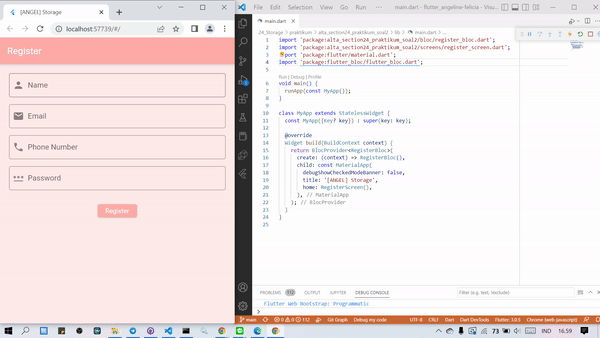 [ANGEL] Storage
localhost:57739/#/
Register
Name
Email
Phone Number
Password
Register
File Edit Selection View Go Run ... main.dart - flutter_angeline-felicia - Visu...
main.dart
24_Storage > praktikum > alta_section24_praktikum_soal2 > lib > main.dart > ...
1 import 'package:alta_section24_praktikum_soal2/bloc/register_bloc.dart';
2 import 'package:alta_section24_praktikum_soal2/screens/register_screen.dart';
3 import 'package:flutter/material.dart';
4 import 'package:flutter_bloc/flutter_bloc.dart';
5
Run | Debug | Profile
6 void main() {
7 runApp(const MyApp());
8 }
9
10 class MyApp extends StatelessWidget {
11 const MyApp({Key? key}) : super(key: key);
12
13 @override
14 Widget build(BuildContext context) {
15 return BlocProvider<RegisterBloc>(
16 create: (context) => RegisterBloc(),
17 child: const MaterialApp(
18 debugShowCheckedModeBanner: false,
19 title: '[ANGEL] Storage',
20 home: RegisterScreen(),
21 ), // MaterialApp
22 ); // BlocProvider
23 }
24 }
25
PROBLEMS 112 OUTPUT JUPYTER DEBUG CONSOLE Filter (e.g. text, !exclude)
Flutter Web Bootstrap: Programmatic
main 0 0 112 Git Graph Debug my code UTF-8 CRLF Dart Dart DevTools Flutter: 3.0.5 Chrome (web-javascript)
73 IND 16.59